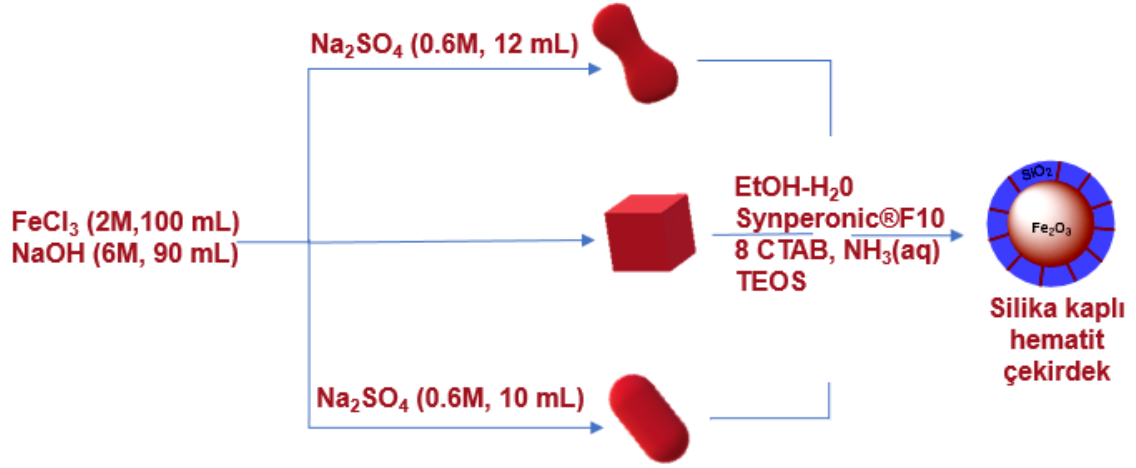 Na₂SO₄ (0.6M, 12 mL)
FeCl₃ (2M,100 mL)
NaOH (6M, 90 mL)
Na₂SO₄ (0.6M, 10 mL)
EtOH-H₂0
Synperonic®F10
8 CTAB, NH₃(aq)
TEOS
SiO₂
Fe₂O₃
Silika kaplı
hematit
çekirdek